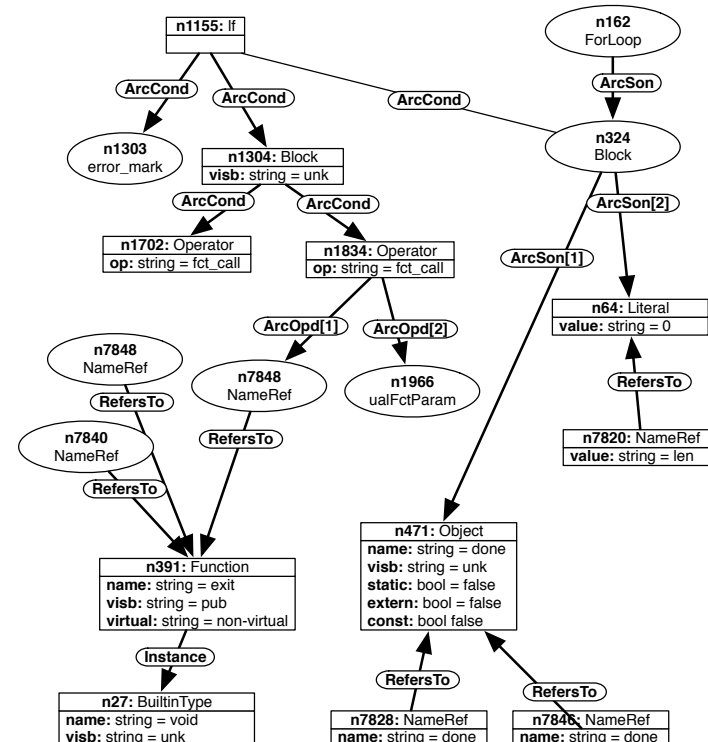 n1155: If
n162
ForLoop
ArcCond
ArcCond
ArcCond
ArcSon
n1303
error_mark
n1304: Block
visb: string = unk
n324
Block
ArcCond
ArcCond
ArcSon[2]
n1702: Operator
op: string = fct_call
n1834: Operator
op: string = fct_call
ArcSon[1]
n64: Literal
value: string = 0
ArcOpd[1]
ArcOpd[2]
n7848
NameRef
n7848
NameRef
n1966
ualFctParam
RefersTo
RefersTo
RefersTo
n7840
NameRef
n7820: NameRef
value: string = len
RefersTo
n391: Function
name: string = exit
visb: string = pub
virtual: string = non-virtual
n471: Object
name: string = done
visb: string = unk
static: bool = false
extern: bool = false
const: bool false
Instance
RefersTo
RefersTo
n27: BuiltinType
name: string = void
visb: string = unk
n7828: NameRef
name: string = done
n7846: NameRef
name: string = done